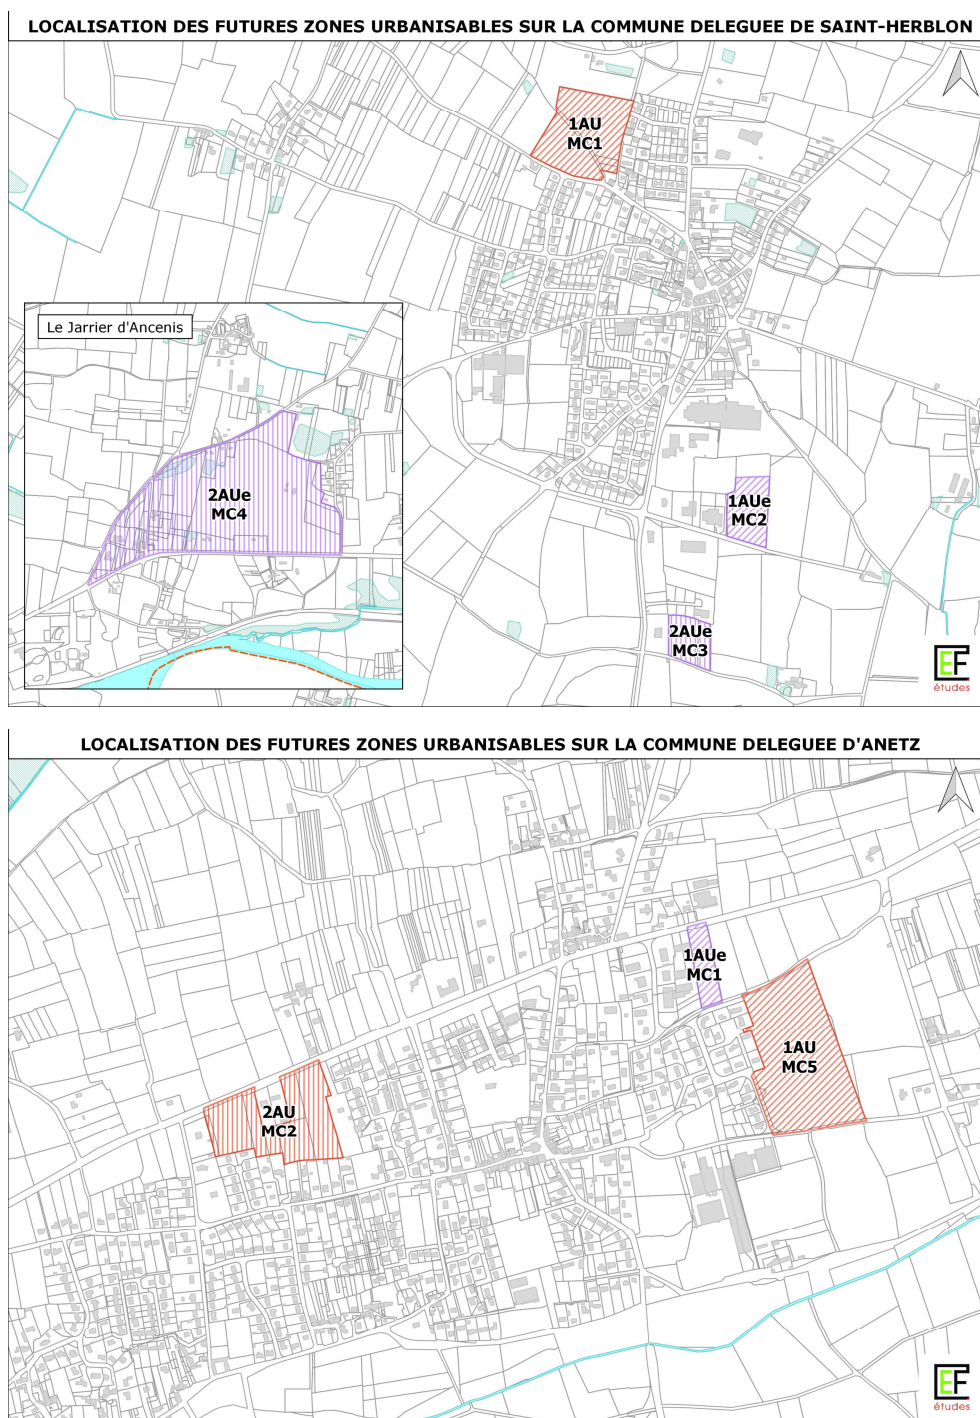 LOCALISATION DES FUTURES ZONES URBANISABLES SUR LA COMMUNE DELEGUEE DE SAINT-HERBLON
1AU
MC1
Le Jarrier d'Ancenis
2AUe
MC4
1AUe
MC2
2AUe
MC3
EF
études
LOCALISATION DES FUTURES ZONES URBANISABLES SUR LA COMMUNE DELEGUEE D'ANETZ
1AUe
MC1
1AU
MC5
2AU
MC2
EF
études